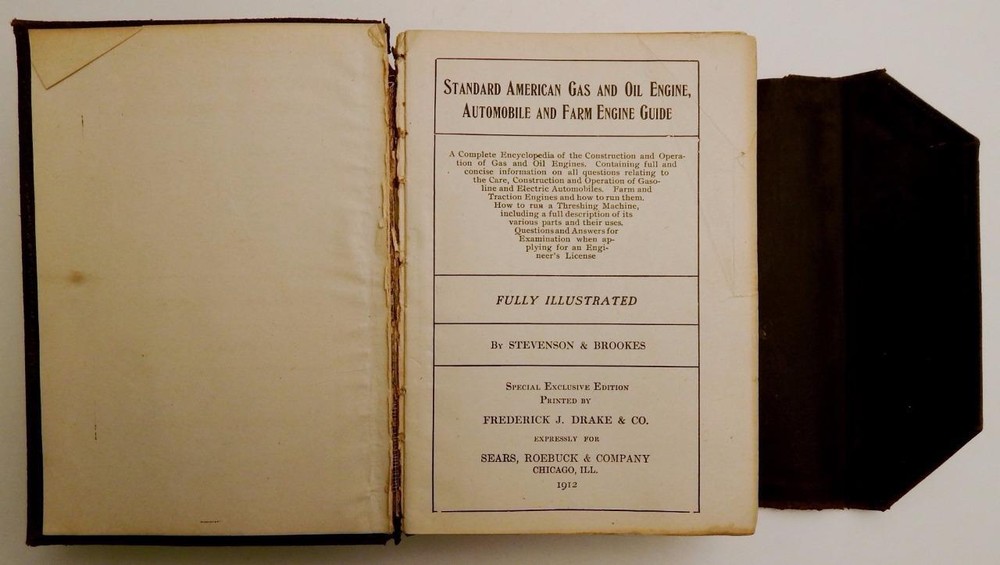 STANDARD AMERICAN GAS AND OIL ENGINE,
AUTOMOBILE AND FARM ENGINE GUIDE
A Complete Encyclopedia of the Construction and Opera-
tion of Gas and Oil Engines. Containing full and
concise information on all questions relating to
the Care, Construction and Operation of Gaso-
line and Electric Automobiles. Farm and
Traction Engines and how to run them.
How to run a Threshing Machine,
including a full description of its
various parts and their uses.
Questions and Answers for
Examination when ap-
plying for an Engi-
neer's License
FULLY ILLUSTRATED
BY STEVENSON & BROOKES
SPECIAL EXCLUSIVE EDITION
PRINTED BY
FREDERICK J. DRAKE & CO.
EXPRESSLY FOR
SEARS, ROEBUCK & COMPANY
CHICAGO, ILL.
1912